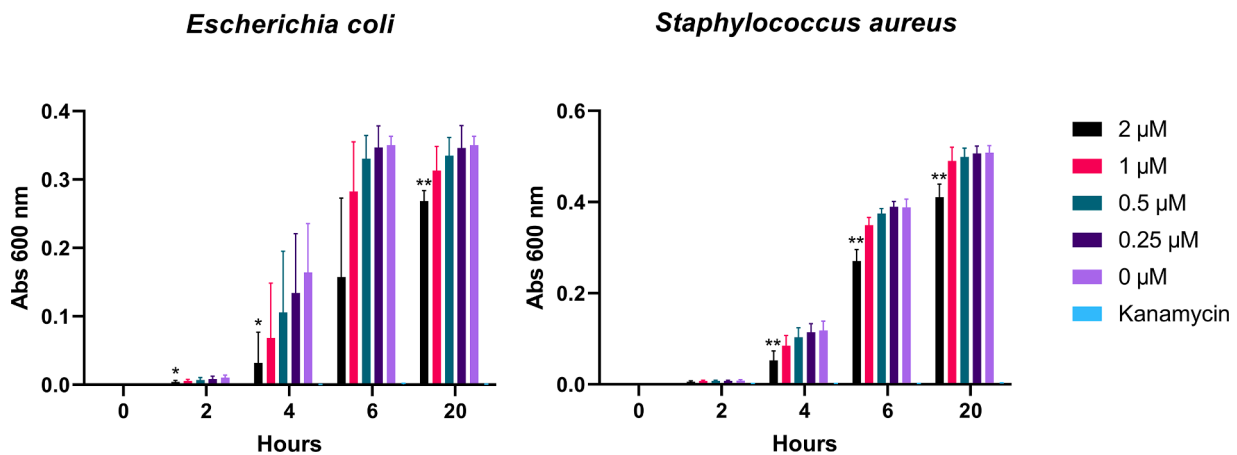 Escherichia coli
Abs 600 nm
0.4
0.3
0.2
0.1
0.0
*
*
**
0 2 4 6 20
Hours
Staphylococcus aureus
Abs 600 nm
0.6
0.4
0.2
0.0
**
**
**
0 2 4 6 20
Hours
2 µM
1 µM
0.5 µM
0.25 µM
0 µM
Kanamycin